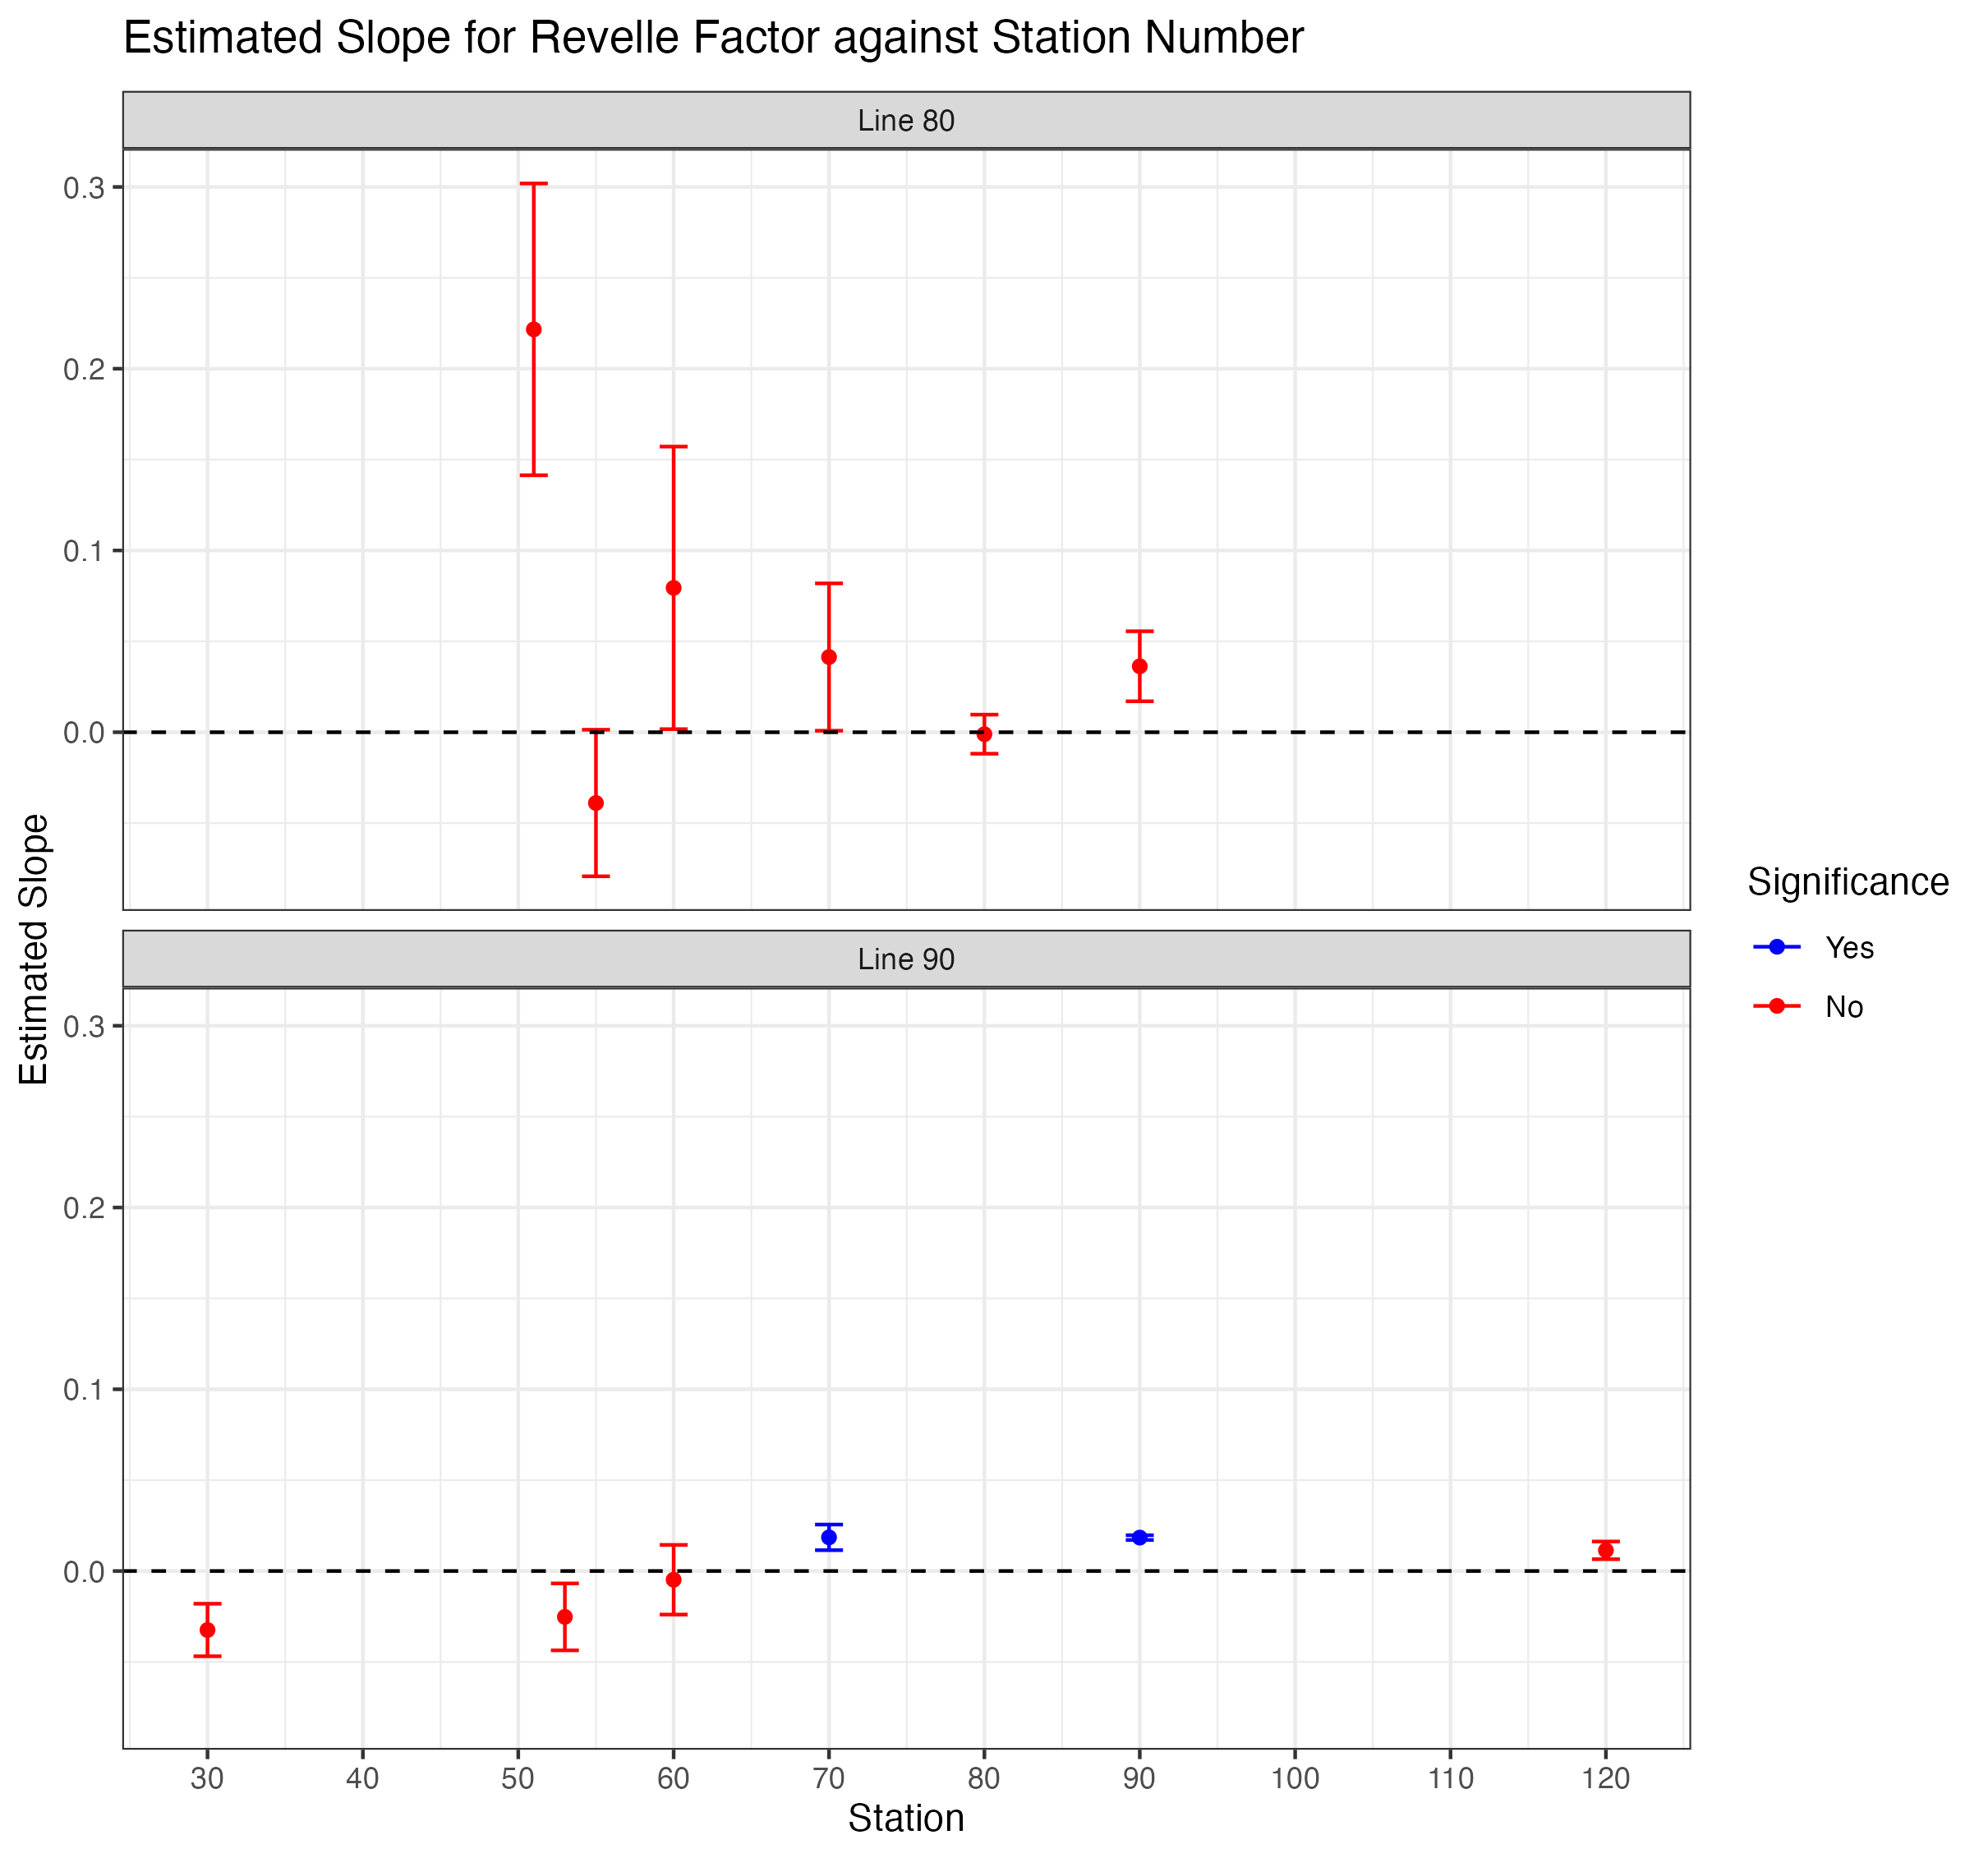 Estimated Slope for Revelle Factor against Station Number
Line 80
0.3
0.2
0.1
0.0
Line 90
0.3
0.2
0.1
0.0
30 40 50 60 70 80 90 100 110 120
Station
Estimated Slope
Significance
Yes
No